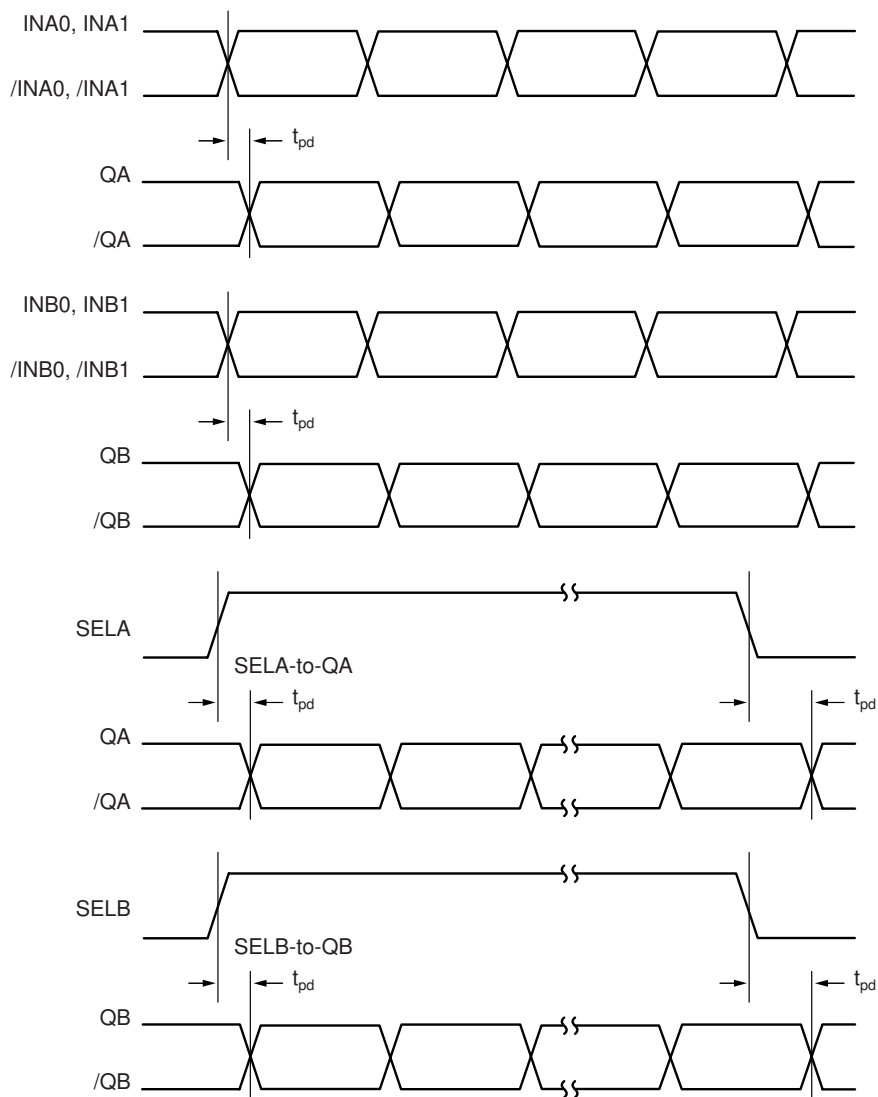 INA0, INA1
/INA0, /INA1
tpd
QA
/QA
INB0, INB1
/INB0, /INB1
tpd
QB
/QB
SELA
SELA-to-QA
tpd tpd
QA
/QA
SELB
SELB-to-QB
tpd tpd
QB
/QB